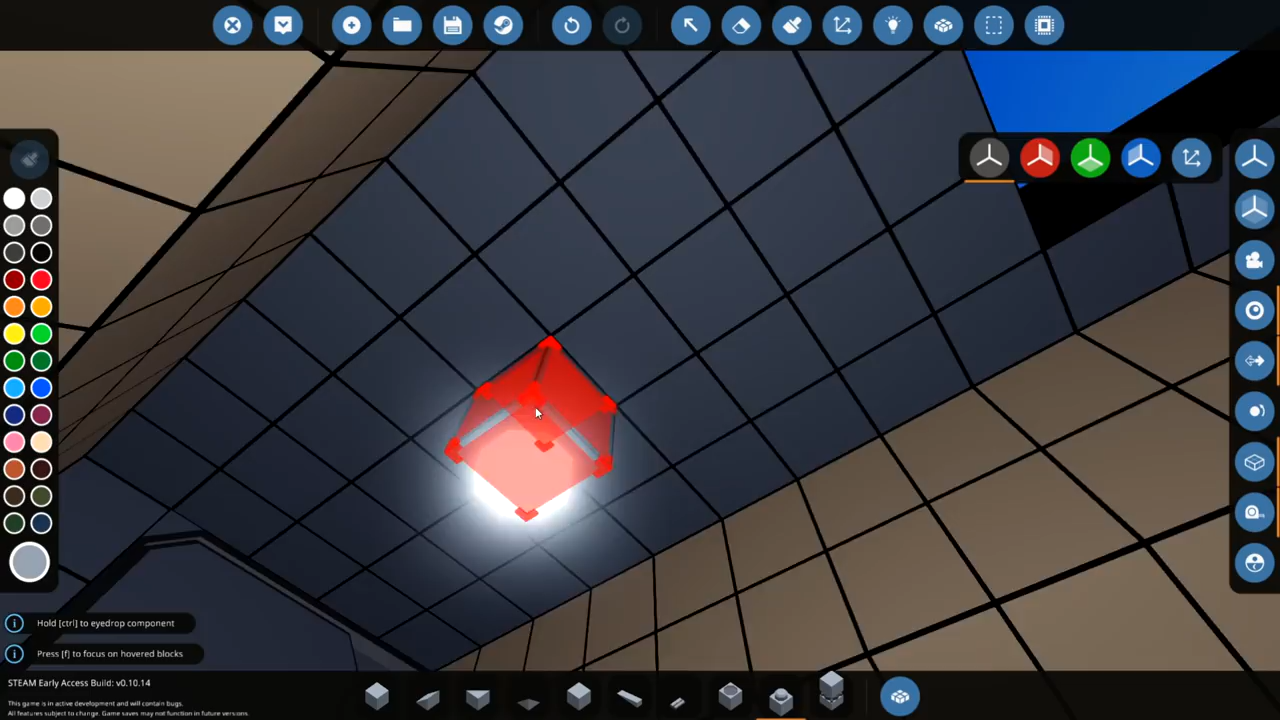 Hold [ctrl] to eyedrop component
Press [f] to focus on hovered blocks
STEAM Early Access Build: v0.10.14
This game is in active development and will contain bugs.
All features subject to change. Game saves may not function in future versions.